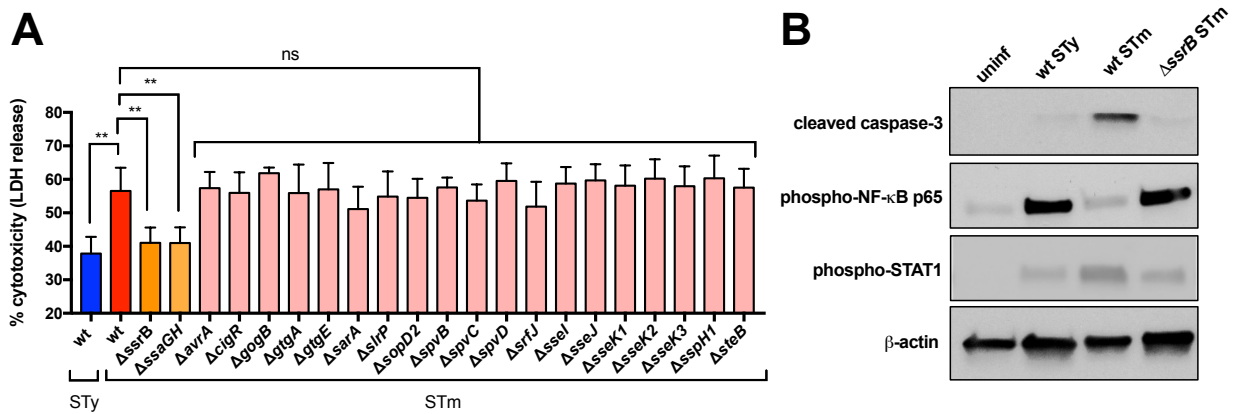 A
ns
**
**
**
% cytotoxicity (LDH release)
80
70
60
50
40
30
20
wt
wt
ΔssrB
ΔssaGH
ΔavrA
ΔcigR
ΔgogB
ΔgtgA
ΔgtgE
ΔsarA
ΔslrP
ΔsopD2
ΔspvB
ΔspvC
ΔspvD
ΔsrfJ
ΔsseI
ΔsseJ
ΔsseK1
ΔsseK2
ΔsseK3
ΔsspH1
ΔsteB
STy
STm
B
uninf
wt STy
wt STm
ΔssrB STm
cleaved caspase-3
phospho-NF-κB p65
phospho-STAT1
β-actin